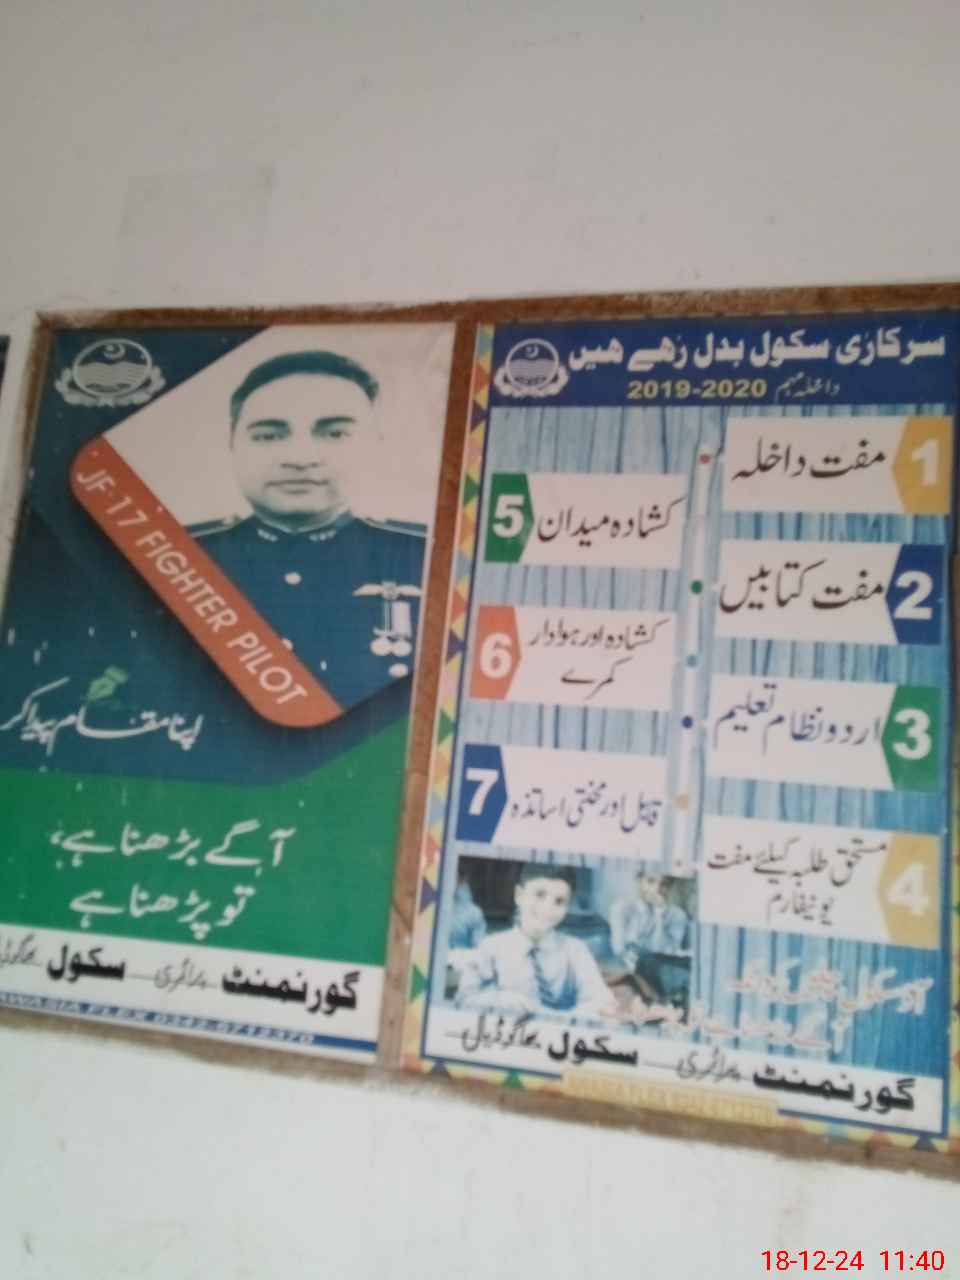 JF-17 FIGHTER PILOT
اپنا مقام پیدا کر
آگے بڑھنا ہے،
تو پڑھنا ہے
گورنمنٹ پرائمری سکول
سرکاری سکول بدل رہے ہیں
داخلہ مہم 2019-2020
1 مفت داخلہ
2 مفت کتابیں
3 اردو نظام تعلیم
4 مستحق طلبہ کیلئے مفت
یونیفارم
5 کشادہ میدان
6 کشادہ اور ہوادار
کمرے
7 قابل اور محنتی اساتذہ
گورنمنٹ پرائمری سکول
18-12-24 11:40